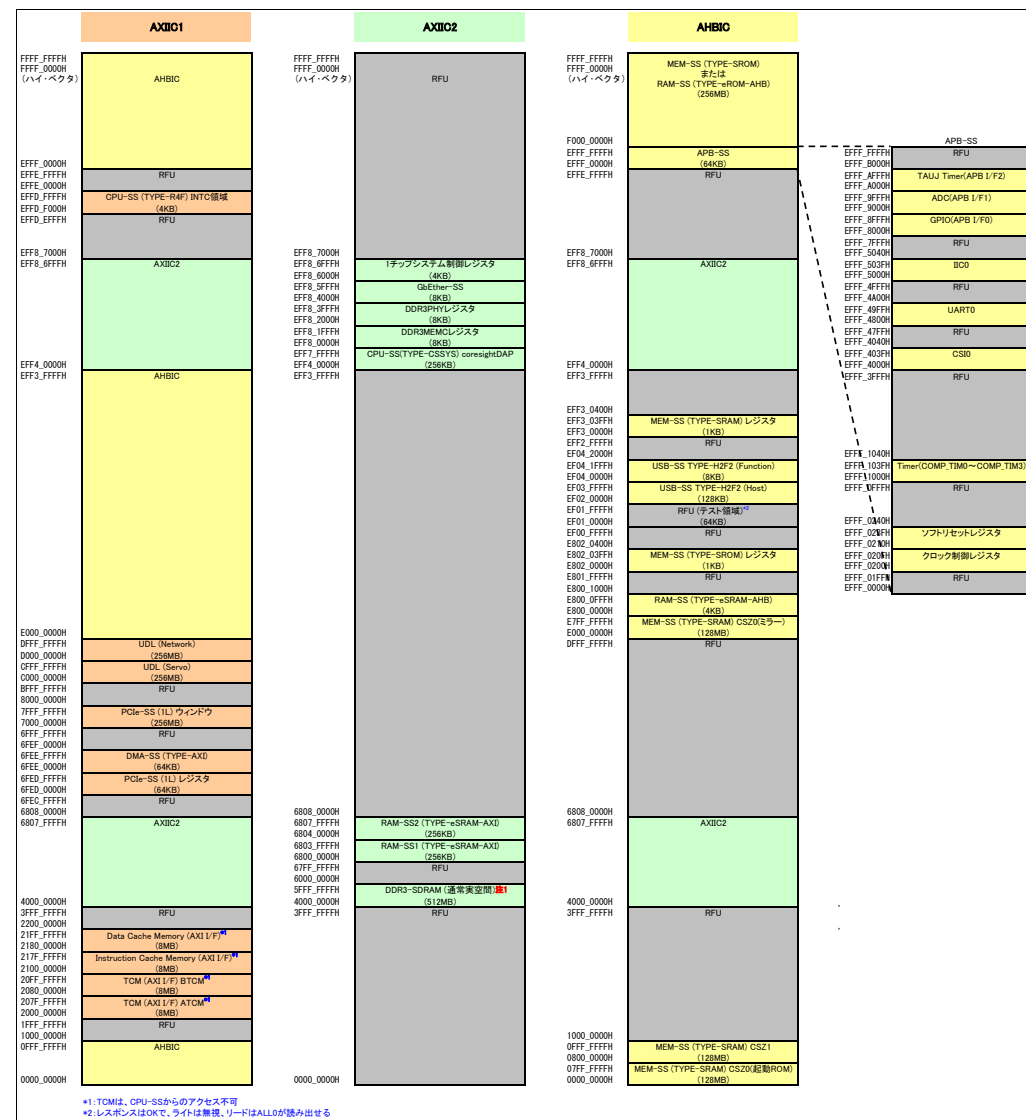 AXIIC1
FFFF_FFFFH
FFFF_0000H
(ハイ・ベクタ)
AHBIC
EFFF_0000H
EFFE_FFFFH
RFU
EFFE_0000H
EFFD_FFFFH
CPU-SS (TYPE-R4F) INTC領域
EFFD_F000H
(4KB)
EFFD_EFFFH
RFU
EFF8_7000H
EFF8_6FFFH
AXIIC2
EFF4_0000H
EFF3_FFFFH
AHBIC
E000_0000H
DFFF_FFFFH
UDL (Network)
D000_0000H
(256MB)
CFFF_FFFFH
UDL (Servo)
C000_0000H
(256MB)
BFFF_FFFFH
RFU
8000_0000H
7FFF_FFFFH
PCIe-SS (1L) ウィンドウ
7000_0000H
(256MB)
6FFF_FFFFH
RFU
6FEF_0000H
6FEE_FFFFH
DMA-SS (TYPE-AXI)
6FEE_0000H
(64KB)
6FED_FFFFH
PCIe-SS (1L) レジスタ
6FED_0000H
(64KB)
6FEC_FFFFH
RFU
6808_0000H
6807_FFFFH
AXIIC2
4000_0000H
3FFF_FFFFH
RFU
2200_0000H
21FF_FFFFH
Data Cache Memory (AXI I/F)*1
2180_0000H
(8MB)
217F_FFFFH
Instruction Cache Memory (AXI I/F)*1
2100_0000H
(8MB)
20FF_FFFFH
TCM (AXI I/F) BTCM*1
2080_0000H
(8MB)
207F_FFFFH
TCM (AXI I/F) ATCM*1
2000_0000H
(8MB)
1FFF_FFFFH
RFU
1000_0000H
0FFF_FFFFH
AHBIC
0000_0000H
AXIIC2
FFFF_FFFFH
FFFF_0000H
(ハイ・ベクタ)
RFU
EFF8_7000H
EFF8_6FFFH
1チップシステム制御レジスタ
EFF8_6000H
(4KB)
EFF8_5FFFH
GbEther-SS
EFF8_4000H
(8KB)
EFF8_3FFFH
DDR3PHYレジスタ
EFF8_2000H
(8KB)
EFF8_1FFFH
DDR3MEMCレジスタ
EFF8_0000H
(8KB)
EFF7_FFFFH
CPU-SS(TYPE-CSSYS) coresightDAP
EFF4_0000H
(256KB)
EFF3_FFFFH
6808_0000H
6807_FFFFH
RAM-SS2 (TYPE-eSRAM-AXI)
6804_0000H
(256KB)
6803_FFFFH
RAM-SS1 (TYPE-eSRAM-AXI)
6800_0000H
(256KB)
67FF_FFFFH
RFU
6000_0000H
5FFF_FFFFH
DDR3-SDRAM (通常実空間)注1
4000_0000H
(512MB)
3FFF_FFFFH
RFU
0000_0000H
AHBIC
FFFF_FFFFH
FFFF_0000H
(ハイ・ベクタ)
MEM-SS (TYPE-SROM)
または
RAM-SS (TYPE-eROM-AHB)
(256MB)
F000_0000H
EFFF_FFFFH
APB-SS
EFFF_0000H
(64KB)
EFFE_FFFFH
RFU
EFF8_7000H
EFF8_6FFFH
AXIIC2
EFF4_0000H
EFF3_FFFFH
EFF3_0400H
EFF3_03FFH
MEM-SS (TYPE-SRAM) レジスタ
EFF3_0000H
(1KB)
EFF2_FFFFH
RFU
EF04_2000H
EF04_1FFFH
USB-SS TYPE-H2F2 (Function)
EF04_0000H
(8KB)
EF03_FFFFH
USB-SS TYPE-H2F2 (Host)
EF02_0000H
(128KB)
EF01_FFFFH
RFU (テスト領域)*2
EF01_0000H
(64KB)
EF00_FFFFH
RFU
E802_0400H
E802_03FFH
MEM-SS (TYPE-SROM) レジスタ
E802_0000H
(1KB)
E801_FFFFH
RFU
E800_1000H
E800_0FFFH
RAM-SS (TYPE-eSRAM-AHB)
E800_0000H
(4KB)
E7FF_FFFFH
MEM-SS (TYPE-SRAM) CSZ0(ミラー)
E000_0000H
(128MB)
DFFF_FFFFH
RFU
6808_0000H
6807_FFFFH
AXIIC2
4000_0000H
3FFF_FFFFH
RFU
1000_0000H
0FFF_FFFFH
MEM-SS (TYPE-SRAM) CSZ1
0800_0000H
(128MB)
07FF_FFFFH
MEM-SS (TYPE-SRAM) CSZ0(起動ROM)
0000_0000H
(128MB)
APB-SS
EFFF_FFFFH
RFU
EFFF_B000H
EFFF_AFFFH
TAUJ Timer(APB I/F2)
EFFF_A000H
EFFF_9FFFH
ADC(APB I/F1)
EFFF_9000H
EFFF_8FFFH
GPIO(APB I/F0)
EFFF_8000H
EFFF_7FFFH
RFU
EFFF_5040H
EFFF_503FH
IIC0
EFFF_5000H
EFFF_4FFFH
RFU
EFFF_4A00H
EFFF_49FFH
UART0
EFFF_4800H
EFFF_47FFH
RFU
EFFF_4040H
EFFF_403FH
CSI0
EFFF_4000H
EFFF_3FFFH
RFU
EFFF_1040H
EFFF_103FH
Timer(COMP_TIM0～COMP_TIM3)
EFFF_1000H
EFFF_0FFFH
RFU
EFFF_0240H
ソフトリセットレジスタ
クロック制御レジスタ
EFFF_0200H
EFFF_01FFH
RFU
EFFF_0000H
*1:TCMは、CPU-SSからのアクセス不可
*2:レスポンスはOKで、ライトは無視、リードはALL0が読み出せる